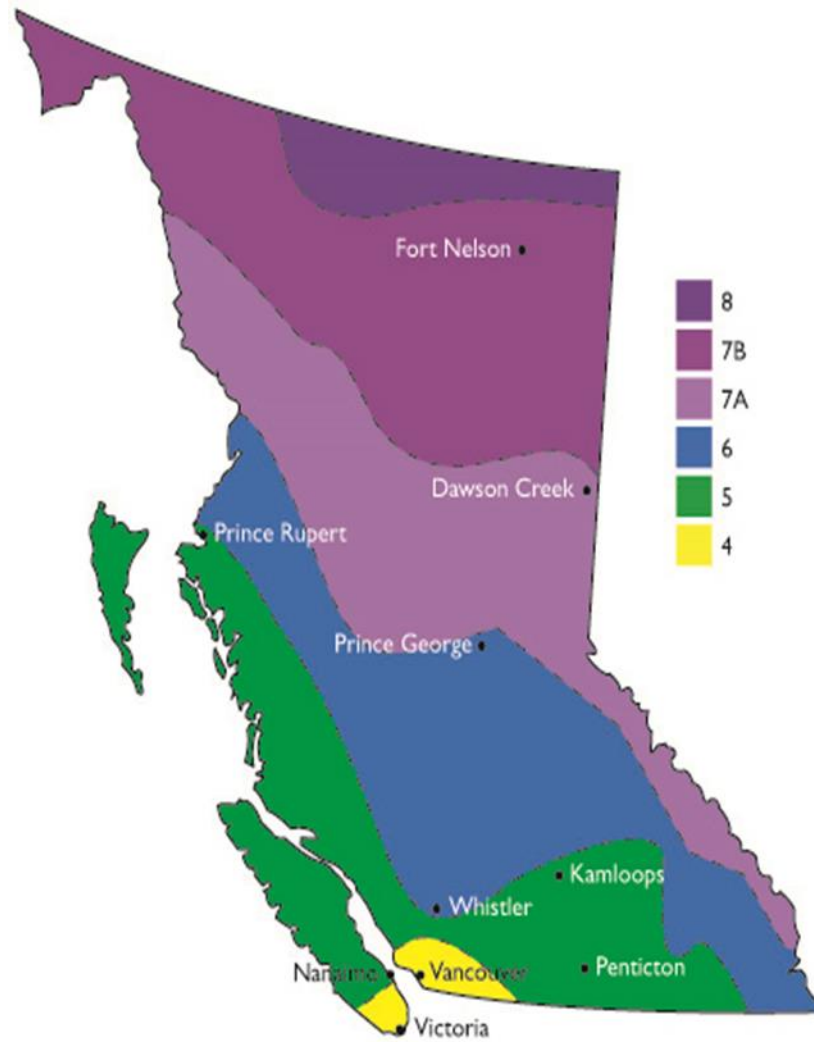 Fort Nelson
8
7B
7A
6
5
4
Dawson Creek
Prince Rupert
Prince George
Kamloops
Whistler
Nanaimo
Vancouver
Penticton
Victoria